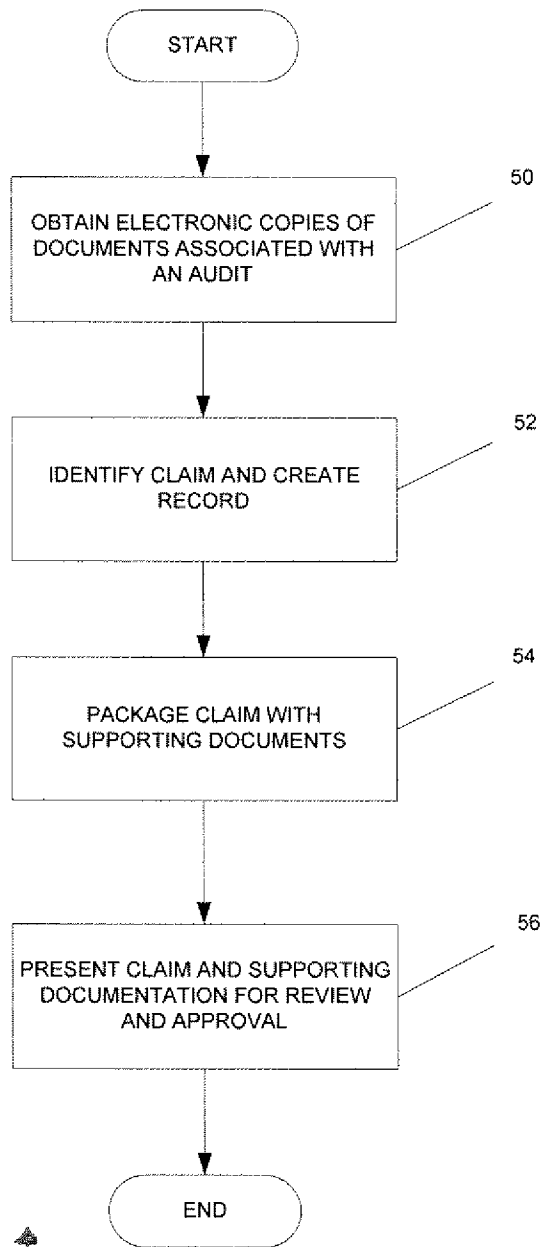 START
50
OBTAIN ELECTRONIC COPIES OF
DOCUMENTS ASSOCIATED WITH
AN AUDIT
52
IDENTIFY CLAIM AND CREATE
RECORD
54
PACKAGE CLAIM WITH
SUPPORTING DOCUMENTS
56
PRESENT CLAIM AND SUPPORTING
DOCUMENTATION FOR REVIEW
AND APPROVAL
END